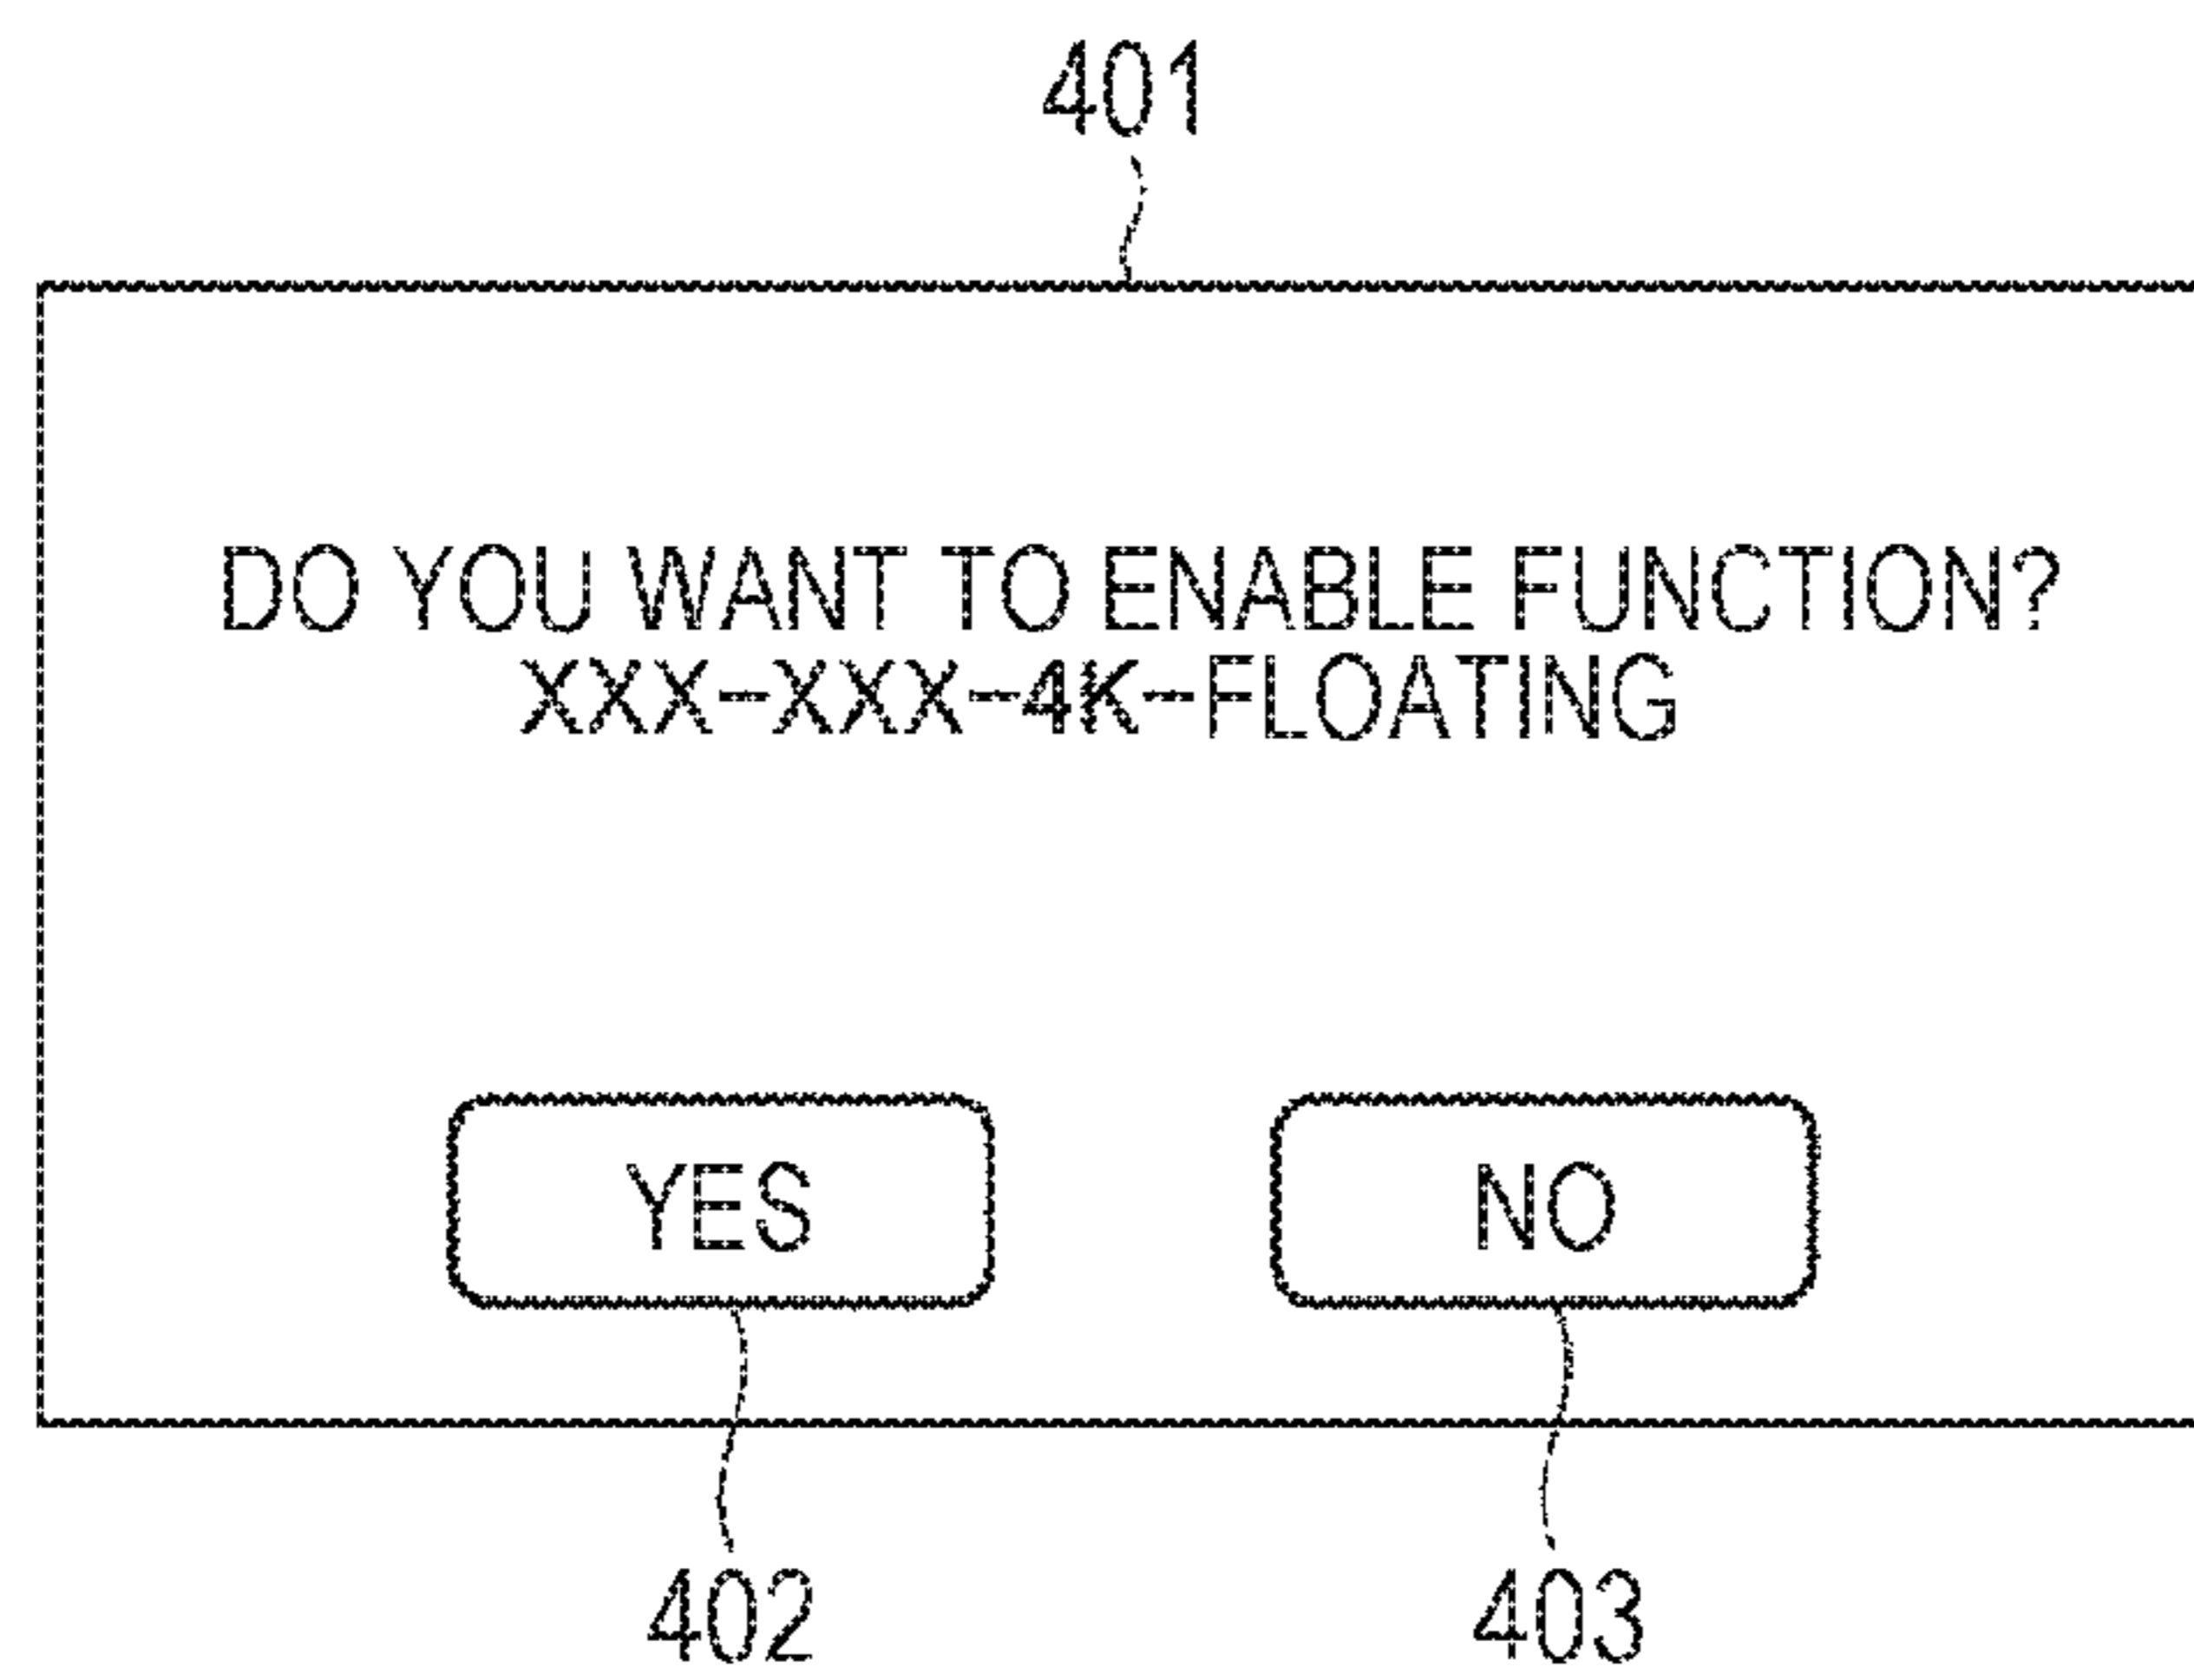 401
DO YOU WANT TO ENABLE FUNCTION?
XXX-XXX-4K-FLOATING
YES NO
402 403